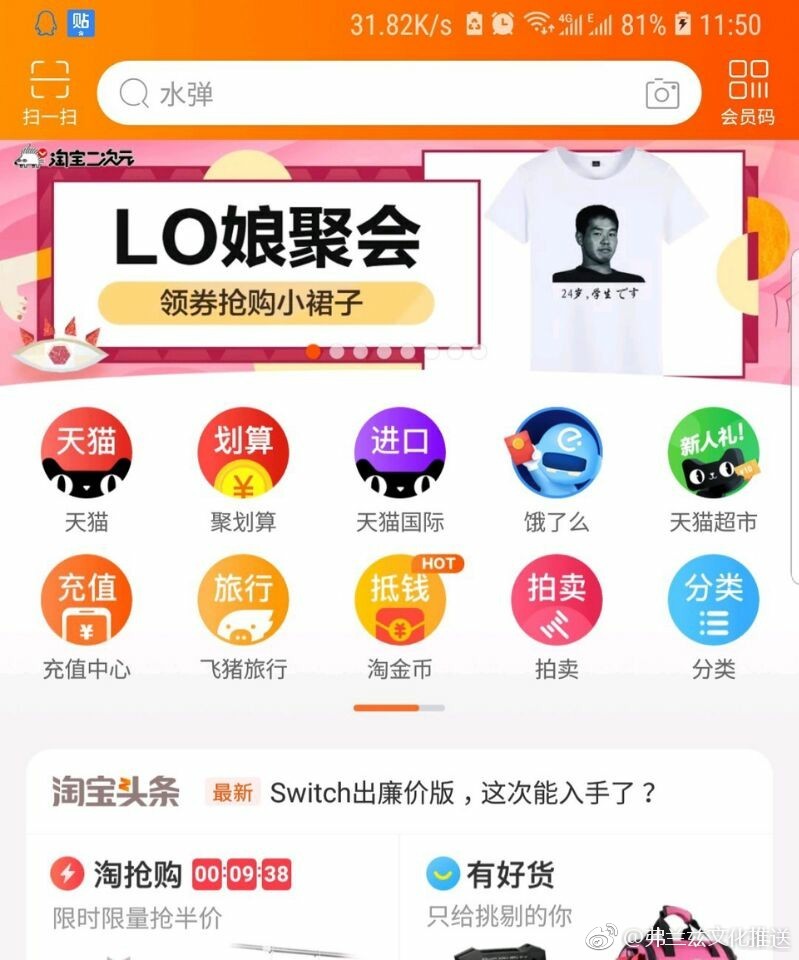 贴
31.82K/s 4G E 81% 11:50
扫一扫
水弹
会员码
淘宝二次元
LO娘聚会
领券抢购小裙子
24岁,学生です
天猫 划算 进口 e 新人礼!
¥ ¥10
天猫 聚划算 天猫国际 饿了么 天猫超市
HOT
充值 旅行 抵钱 拍卖 分类
¥ ¥
充值中心 飞猪旅行 淘金币 拍卖 分类
淘宝头条 最新 Switch出廉价版,这次能入手了?
淘抢购 00:09:38 有好货
限时限量抢半价 只给挑剔的你
@弗兰兹文化推送